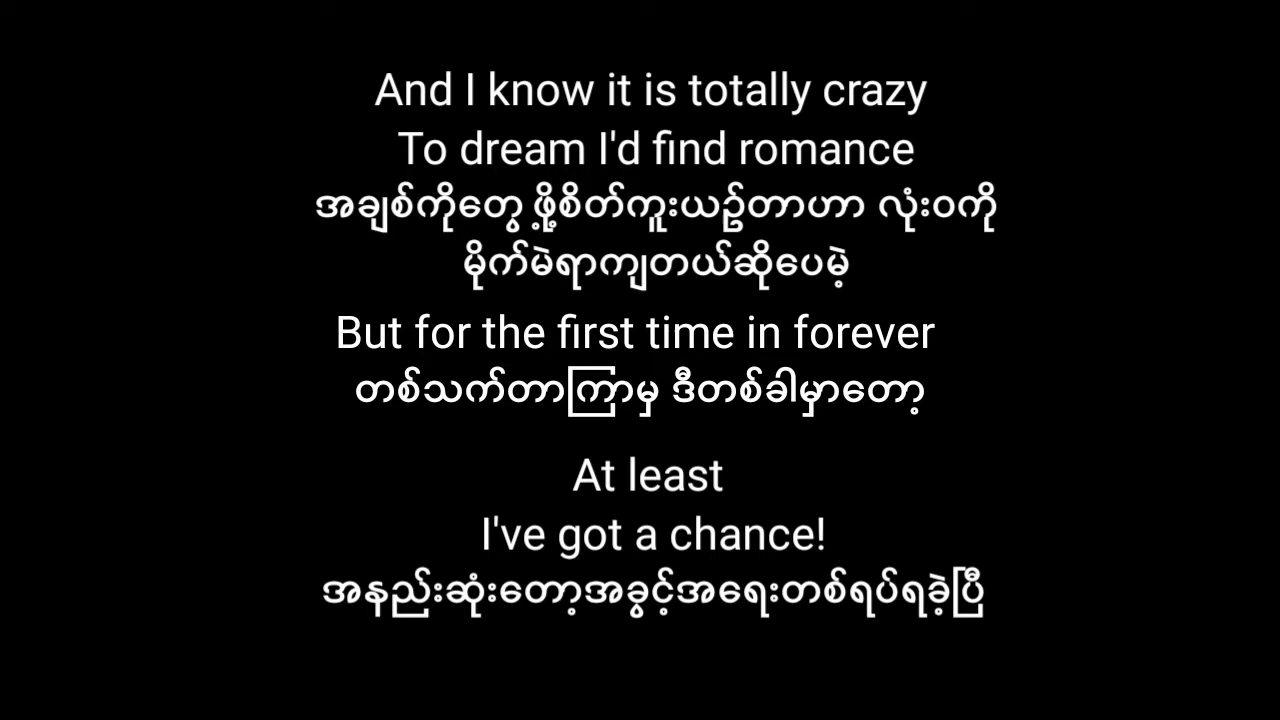 And I know it is totally crazy
To dream I'd find romance
အချစ်ကိုတွေ့ဖို့စိတ်ကူးယဥ်တာဟာ လုံးဝကို
မိုက်မဲရာကျတယ်ဆိုပေမဲ့
But for the first time in forever
တစ်သက်တာကြာမှ ဒီတစ်ခါမှာတော့
At least
I've got a chance!
အနည်းဆုံးတော့အခွင့်အရေးတစ်ရပ်ရခဲ့ပြီ